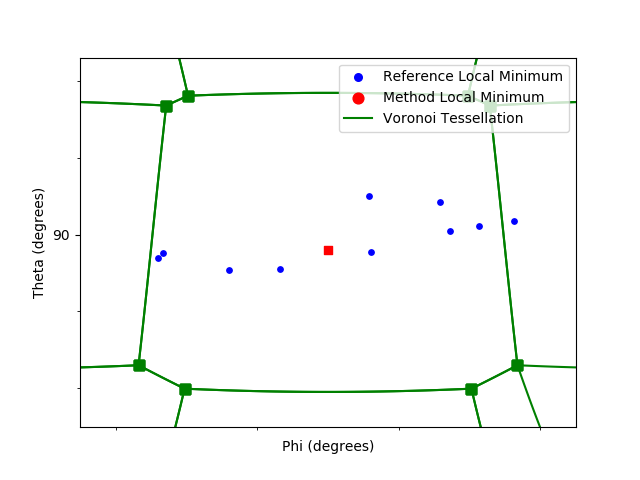 Reference Local Minimum
Method Local Minimum
Voronoi Tessellation
90
Theta (degrees)
Phi (degrees)